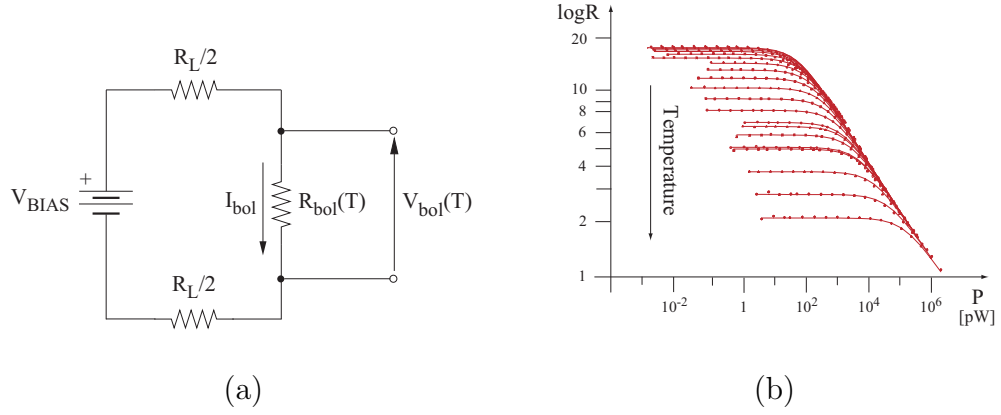 R_L/2
+
V_BIAS
I_bol
R_bol(T)
V_bol(T)
R_L/2
(a)
logR
20
10
8
6
4
2
1
Temperature
10^-2
1
10^2
10^4
10^6
P
[pW]
(b)